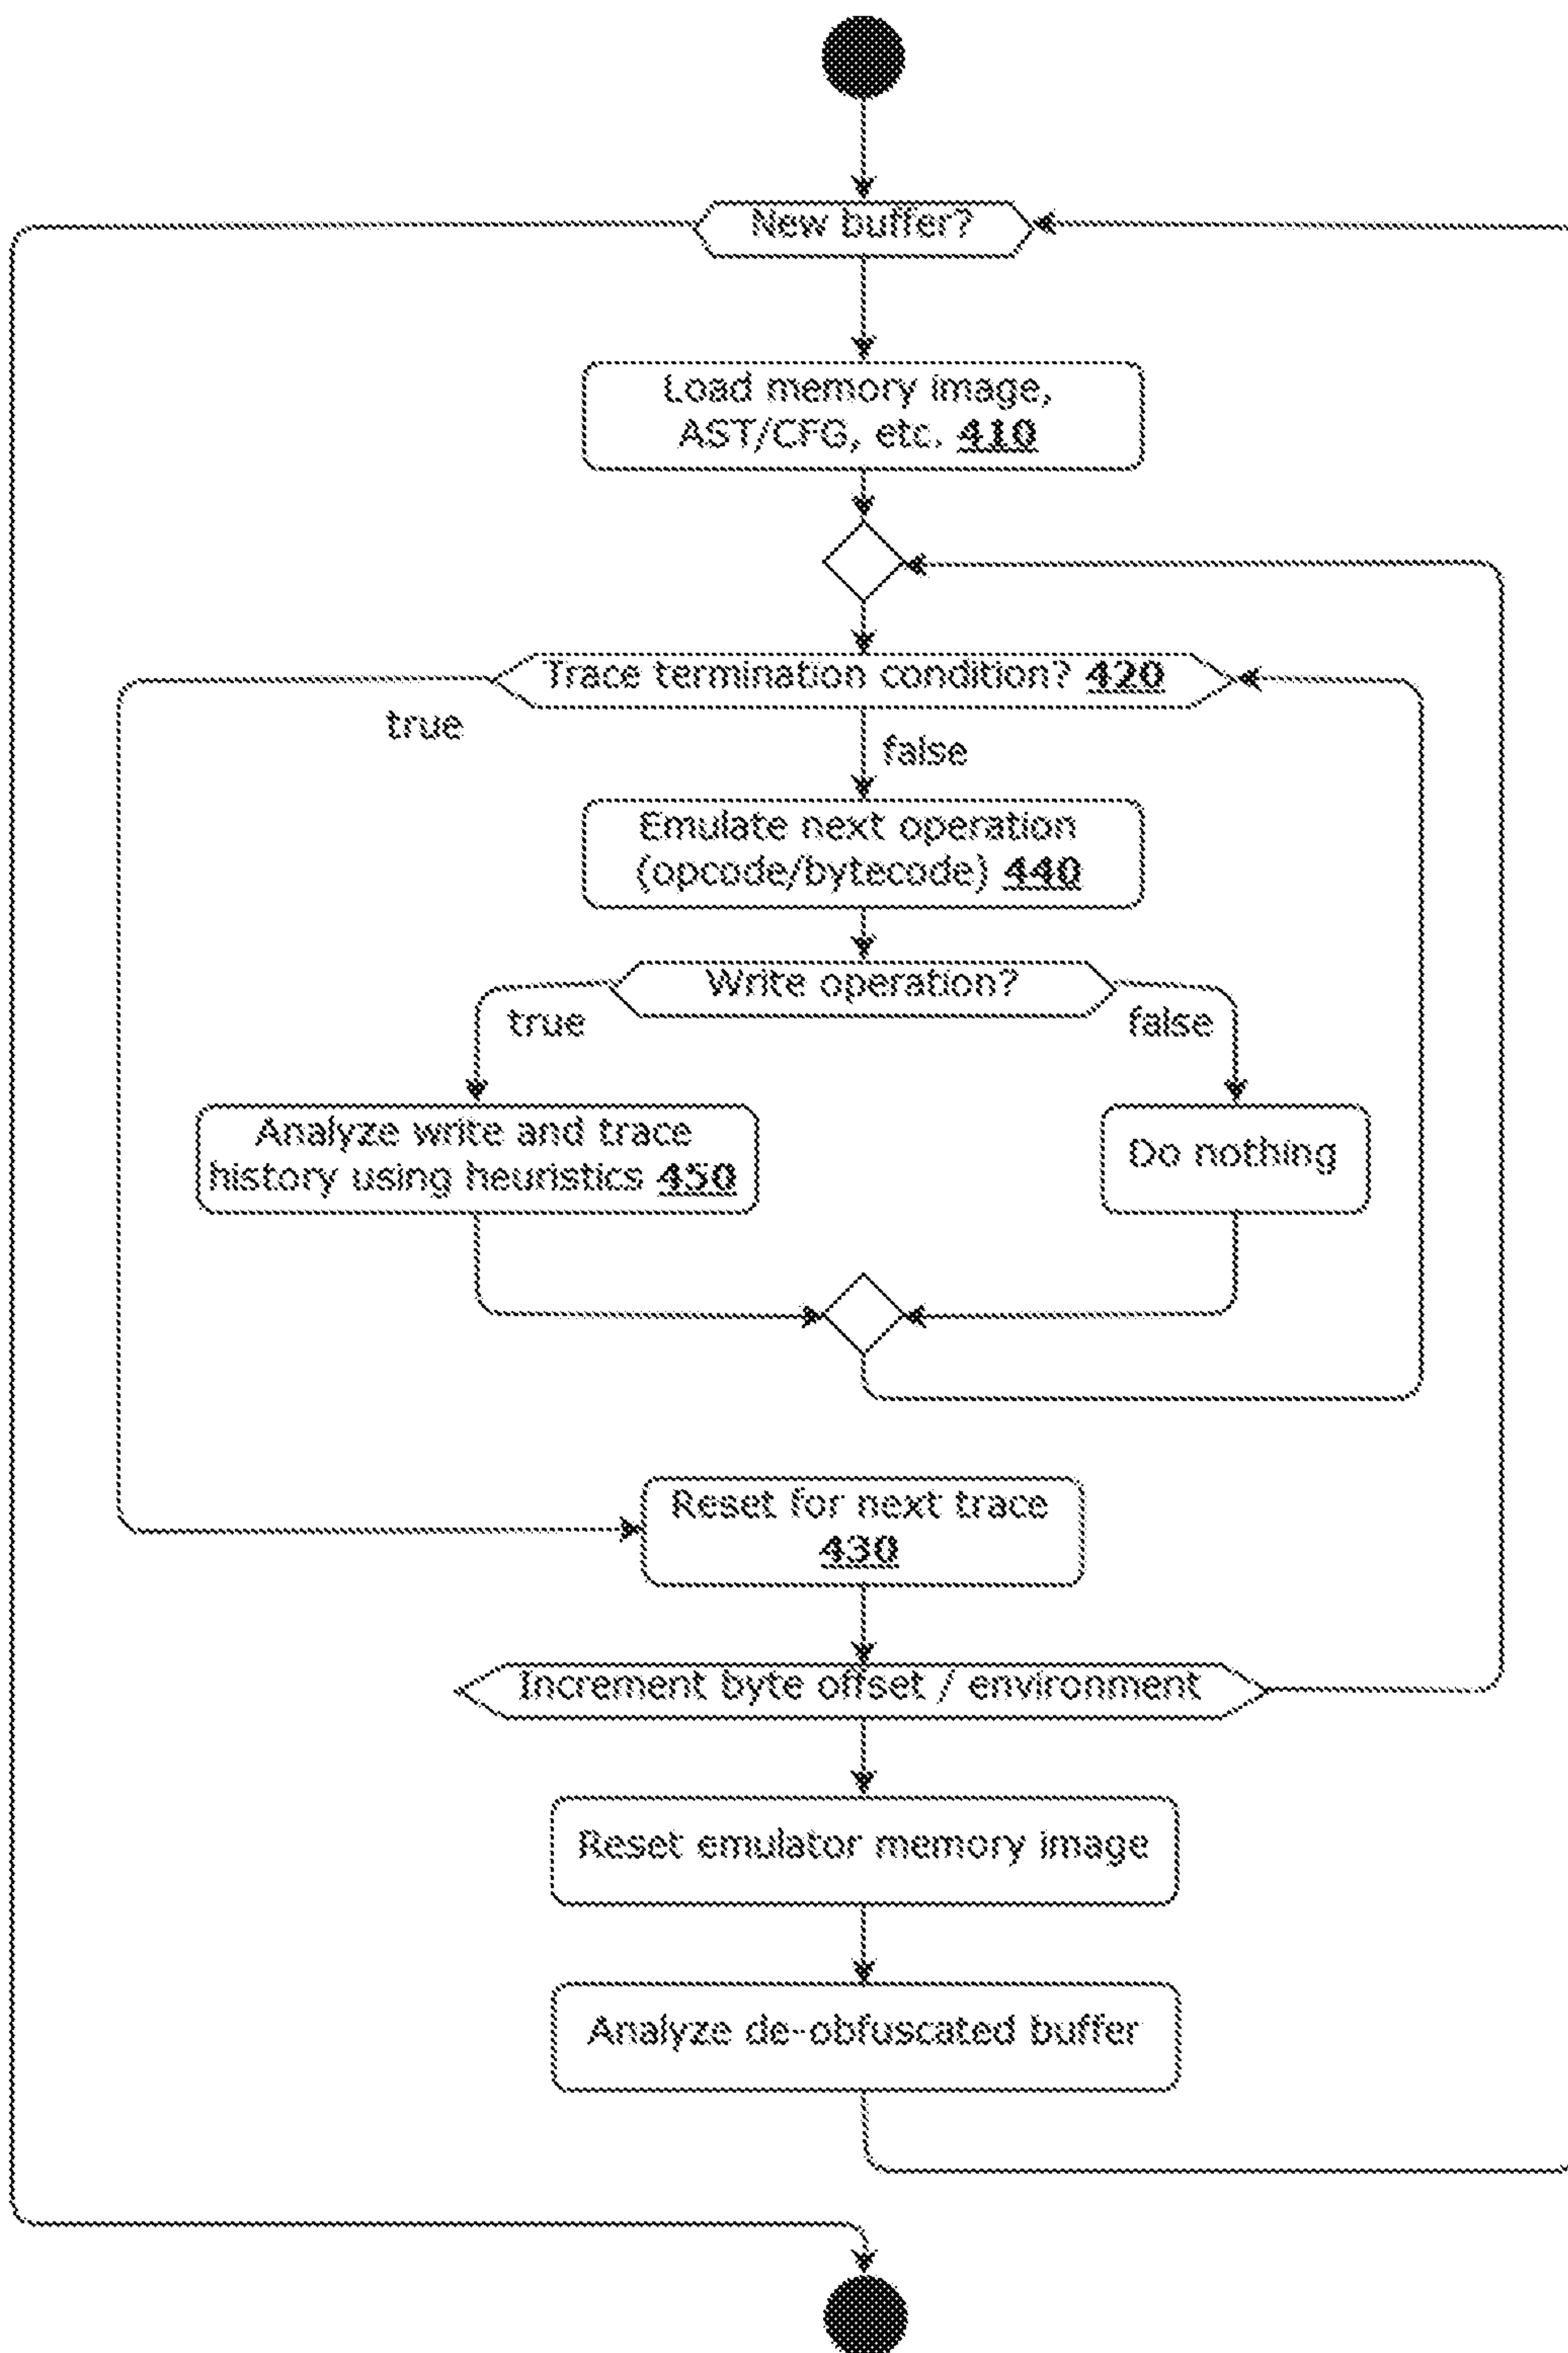 New buffer?
Load memory image,
AST/CFG, etc. 410
Trace termination condition? 420
true
false
Emulate next operation
(opcode/bytecode) 440
Write operation?
true
false
Analyze write and trace
history using heuristics 450
Do nothing
Reset for next trace
430
Increment byte offset / environment
Reset emulator memory image
Analyze de-obfuscated buffer